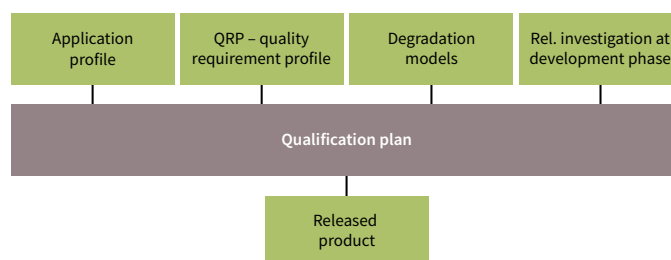 Application
profile
QRP – quality
requirement profile
Degradation
models
Rel. investigation at
development phase
Qualification plan
Released
product